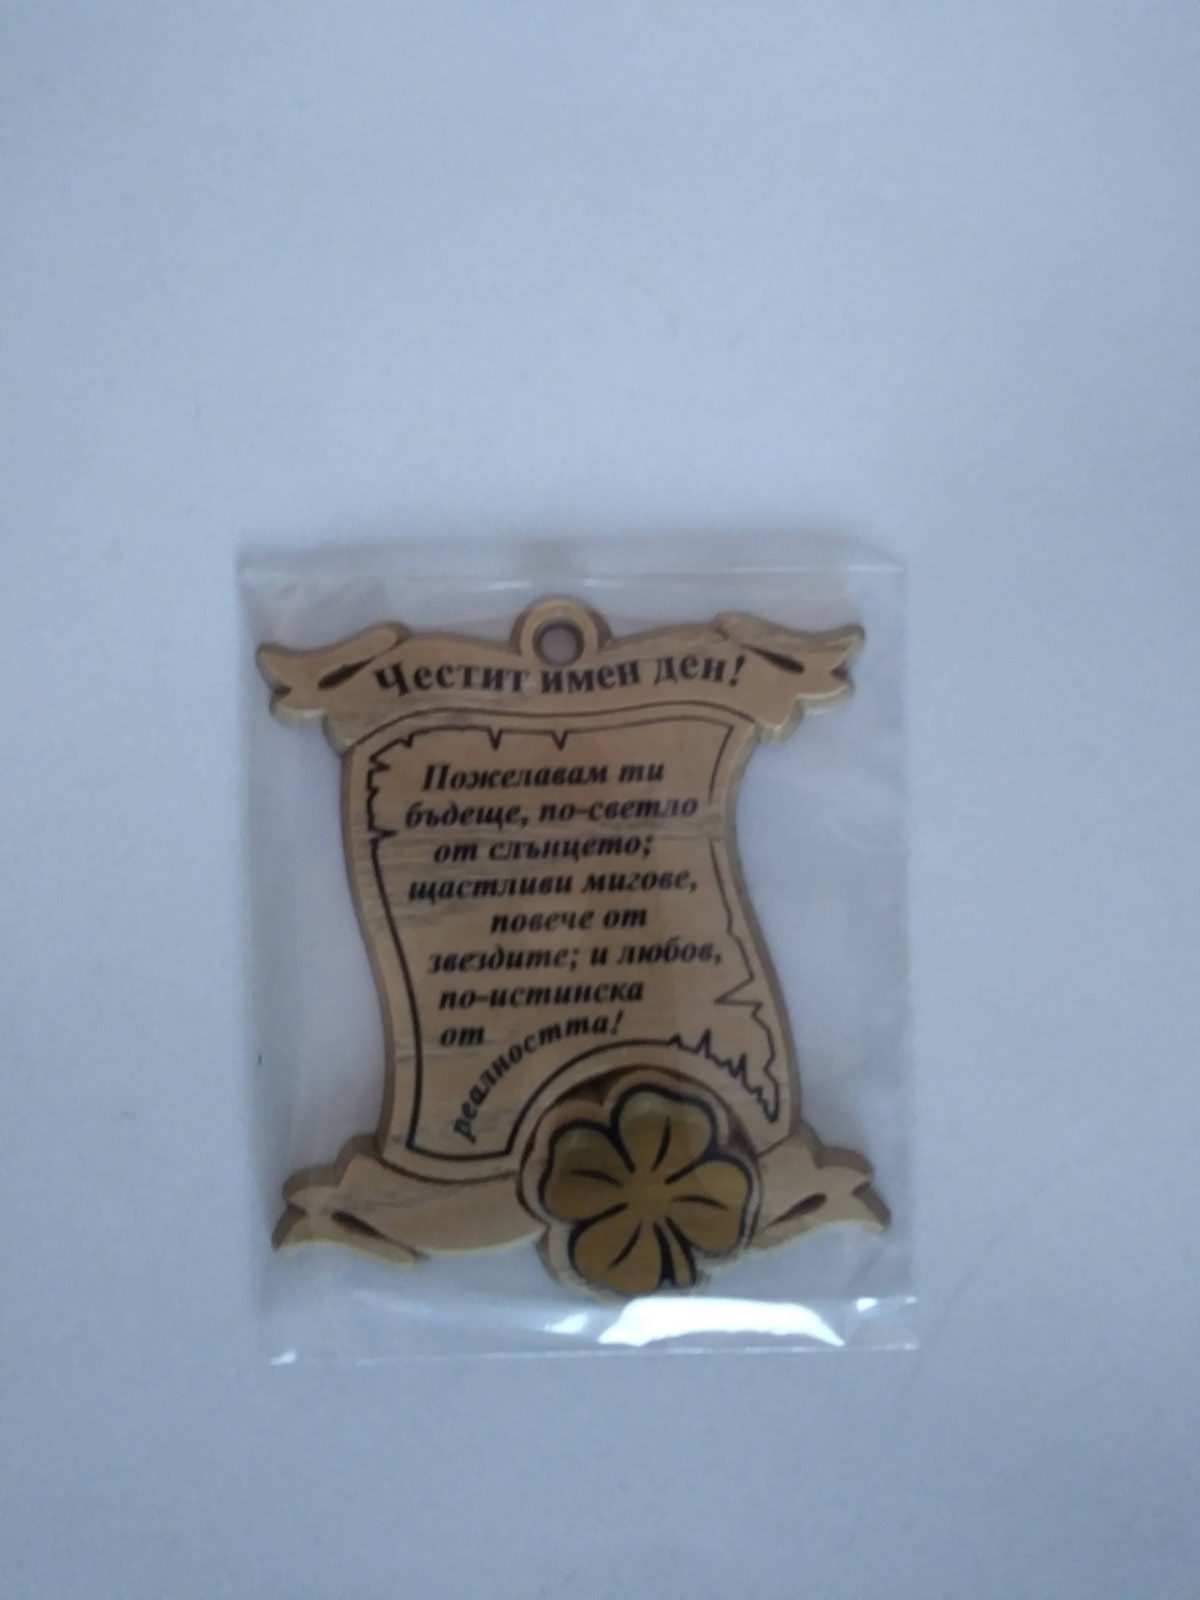 Честит имен ден!
Пожелавам ти
бъдеще, по-светло
от слънцето;
щастливи мигове,
повече от
звездите; и любов,
по-истинска
от
реалността!